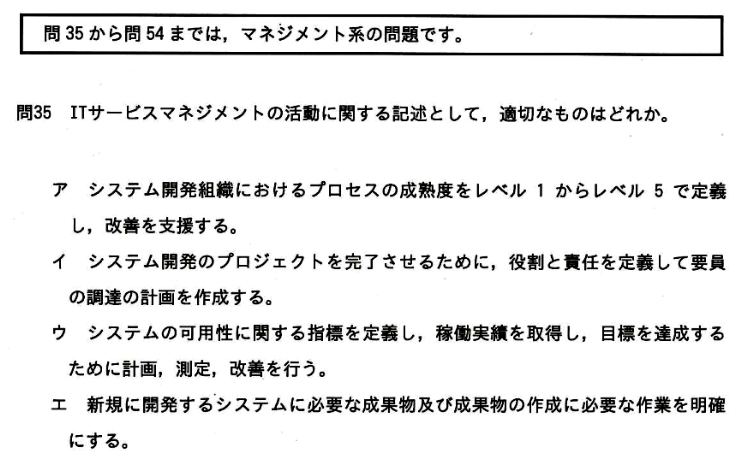 問 35 から問 54 までは，マネジメント系の問題です。
問35 ITサービスマネジメントの活動に関する記述として，適切なものはどれか。
ア システム開発組織におけるプロセスの成熟度をレベル 1 からレベル 5 で定義
し，改善を支援する。
イ システム開発のプロジェクトを完了させるために，役割と責任を定義して要員
の調達の計画を作成する。
ウ システムの可用性に関する指標を定義し，稼働実績を取得し，目標を達成する
ために計画，測定，改善を行う。
エ 新規に開発するシステムに必要な成果物及び成果物の作成に必要な作業を明確
にする。